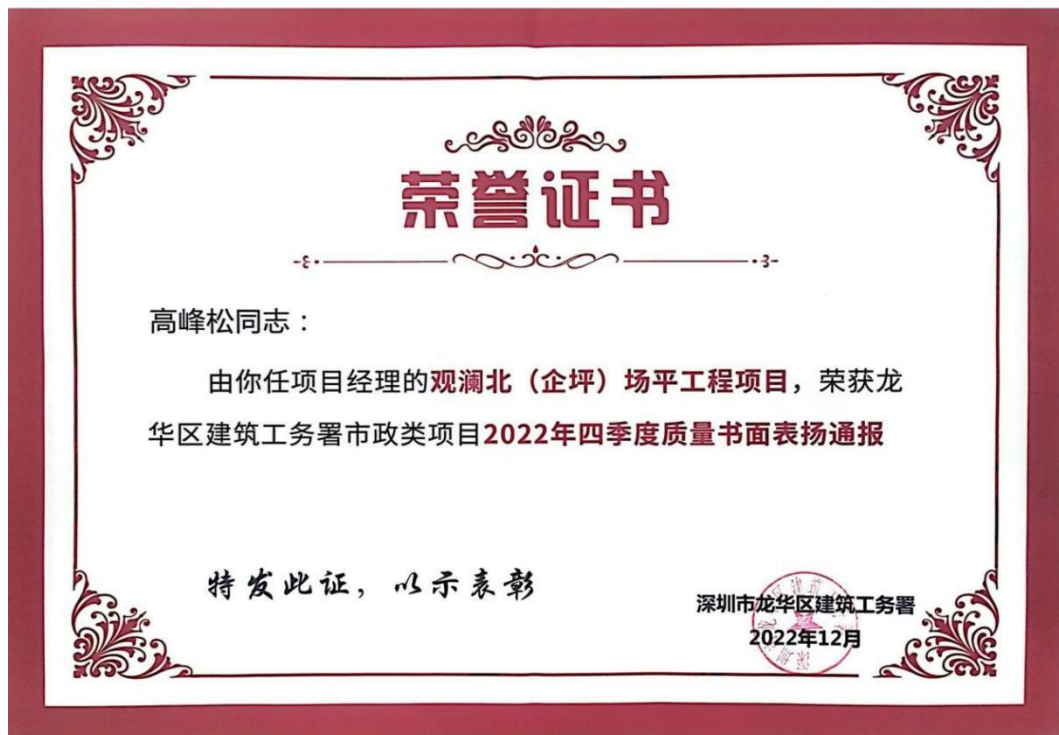 荣誉证书
高峰松同志：
由你任项目经理的观澜北（企坪）场平工程项目，荣获龙
华区建筑工务署市政类项目2022年四季度质量书面表扬通报
特发此证，以示表彰
深圳市龙华区建筑工务署
2022年12月